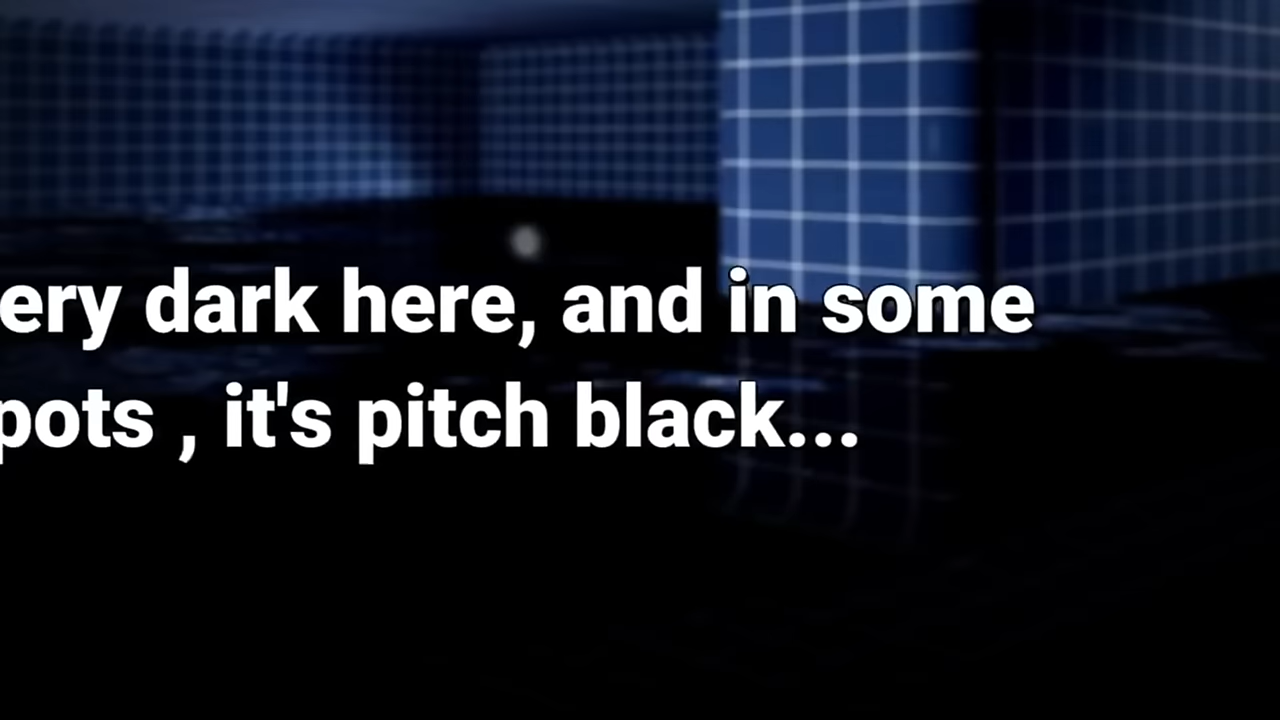 ery dark here, and in some
pots , it's pitch black...